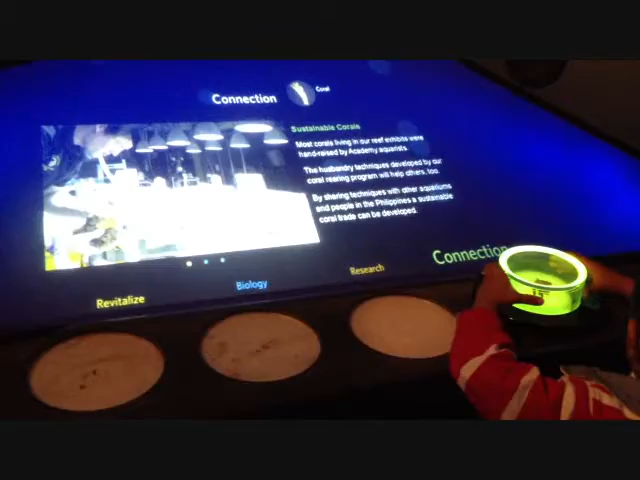 Connection
Coral
Sustainable Corals
Most corals living in our reef exhibits were
hand-raised by Academy aquarists.
The husbandry techniques developed by our
coral rearing program will help others, too.
By sharing techniques with other aquariums
and people in the Philippines a sustainable
coral trade can be developed.
Revitalize
Biology
Research
Connection